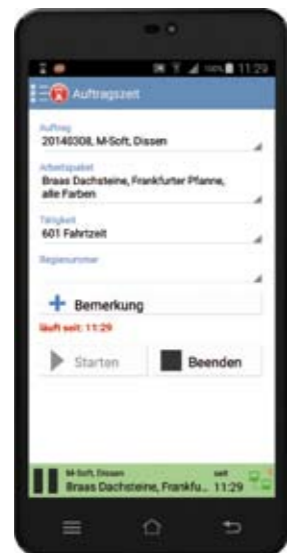 100% 11:29
Auftragszeit
Auftrag
20140308, M-Soft, Dissen
Arbeitspaket
Braas Dachsteine, Frankfurter Pfanne,
alle Farben
Tätigkeit
601 Fahrtzeit
Regienummer
Bemerkung
läuft seit: 11:29
Starten
Beenden
M-Soft, Dissen seit
Braas Dachsteine, Frankfu... 11:29